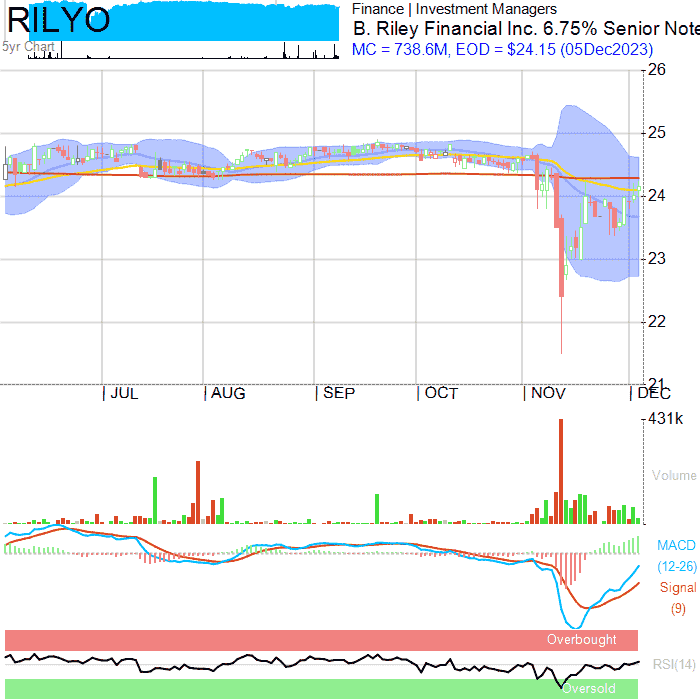 RILYO
5yr Chart
Finance | Investment Managers
B. Riley Financial Inc. 6.75% Senior Note
MC = 738.6M, EOD = $24.15 (05Dec2023)
26
25
24
23
22
21
JUL AUG SEP OCT NOV DEC
431k
Volume
MACD
(12-26)
Signal
(9)
Overbought
RSI(14)
Oversold